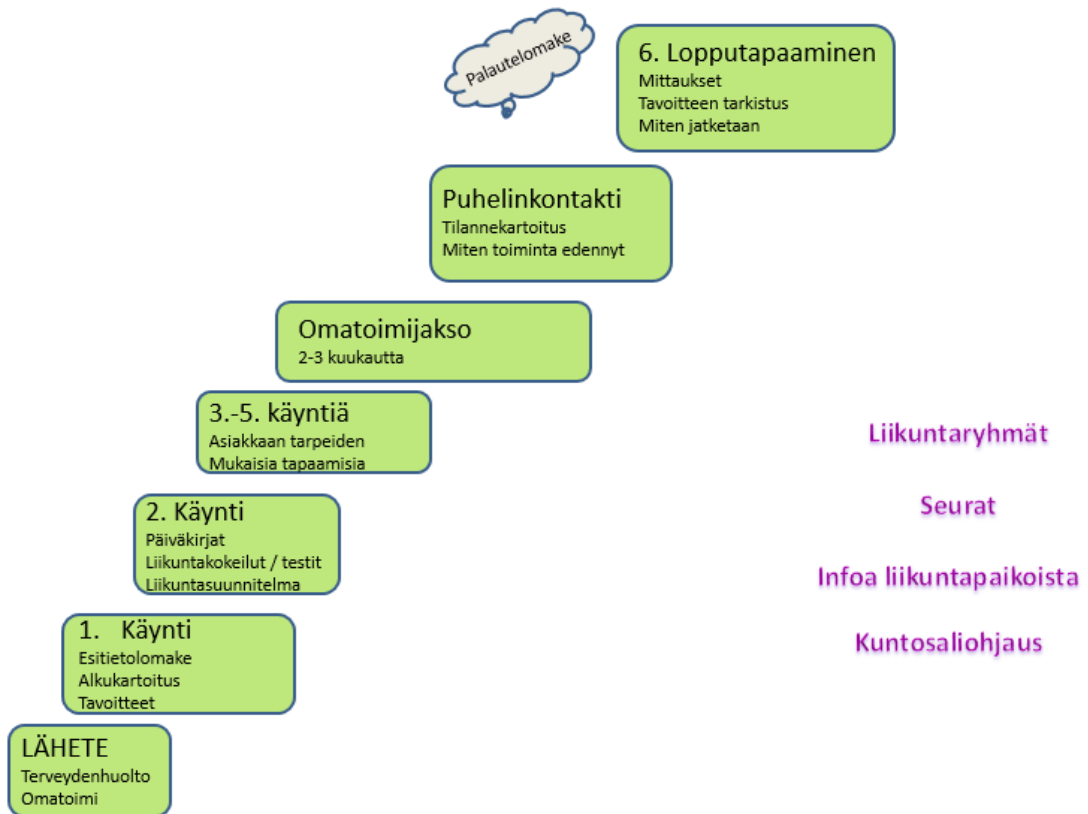 Palautelomake
6. Lopputapaaminen
Mittaukset
Tavoitteen tarkistus
Miten jatketaan
Puhelinkontakti
Tilannekartoitus
Miten toiminta edennyt
Omatoimijakso
2-3 kuukautta
3.-5. käyntiä
Asiakkaan tarpeiden
Mukaisia tapaamisia
2. Käynti
Päiväkirjat
Liikuntakokeilut / testit
Liikuntasuunnitelma
1. Käynti
Esitietolomake
Alkukartoitus
Tavoitteet
LÄHETE
Terveydenhuolto
Omatoimi
Liikuntaryhmät
Seurat
Infoa liikuntapaikoista
Kuntosaliohjaus